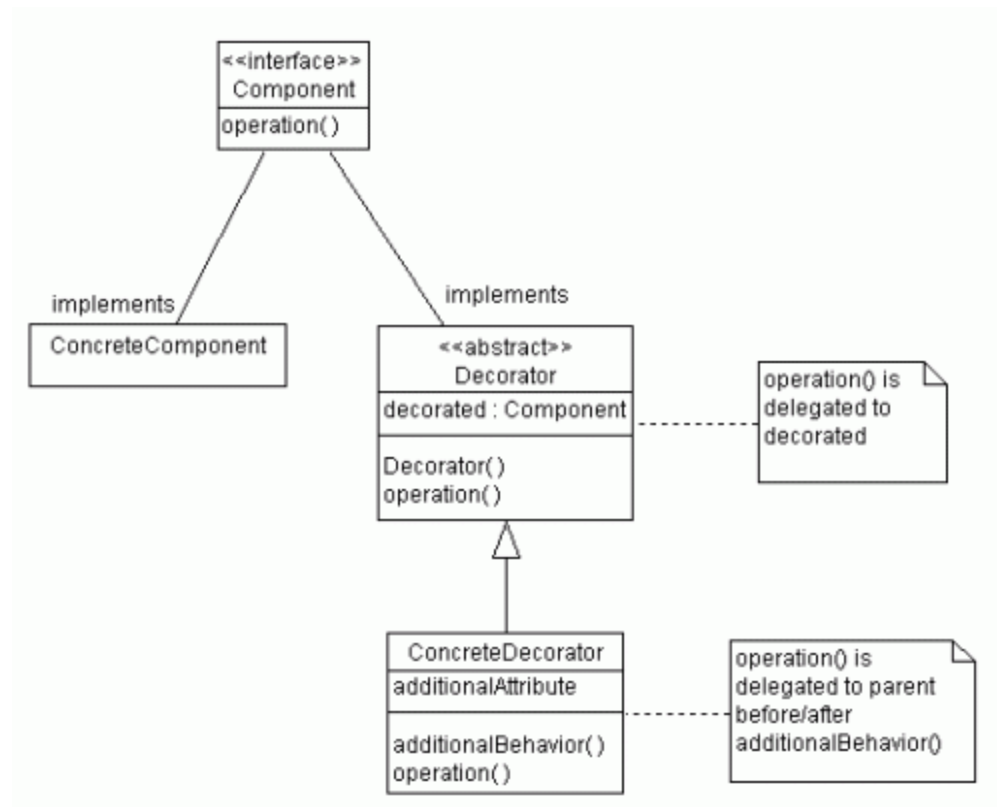 <<interface>>
Component
operation( )
implements
implements
ConcreteComponent
<<abstract>>
Decorator
decorated : Component
Decorator( )
operation( )
operation() is
delegated to
decorated
ConcreteDecorator
additionalAttribute
additionalBehavior( )
operation( )
operation() is
delegated to parent
before/after
additionalBehavior()